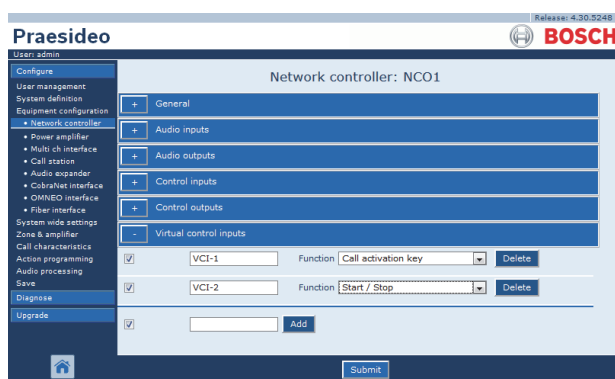 Release: 4.30.5248
Praesideo
BOSCH
User: admin
Configure
User management
System definition
Equipment configuration
• Network controller
• Power amplifier
• Multi ch interface
• Call station
• Audio expander
• CobraNet interface
• OMNEO interface
• Fiber interface
System wide settings
Zone & amplifier
Call characteristics
Action programming
Audio processing
Save
Diagnose
Upgrade
Network controller: NCO1
+ General
+ Audio inputs
+ Audio outputs
+ Control inputs
+ Control outputs
- Virtual control inputs
VCI-1 Function Call activation key Delete
VCI-2 Function Start / Stop Delete
Add
Submit